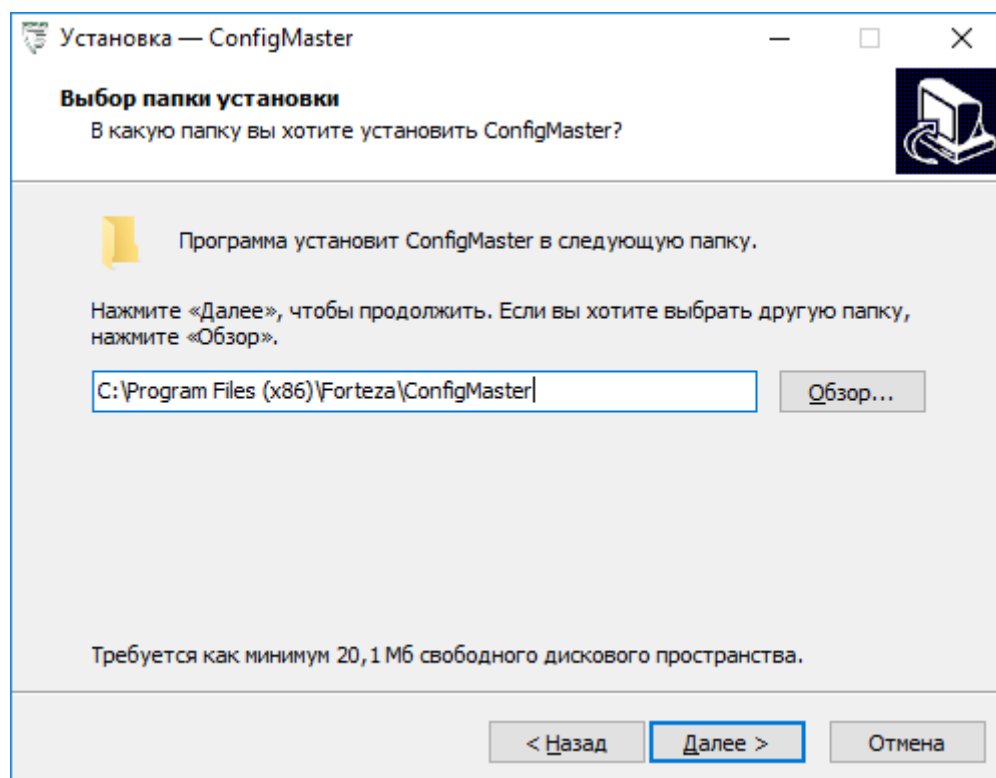 Установка — ConfigMaster
Выбор папки установки
В какую папку вы хотите установить ConfigMaster?
Программа установит ConfigMaster в следующую папку.
Нажмите «Далее», чтобы продолжить. Если вы хотите выбрать другую папку,
нажмите «Обзор».
C:\Program Files (x86)\Forteza\ConfigMaster
Обзор...
Требуется как минимум 20,1 Мб свободного дискового пространства.
< Назад
Далее >
Отмена